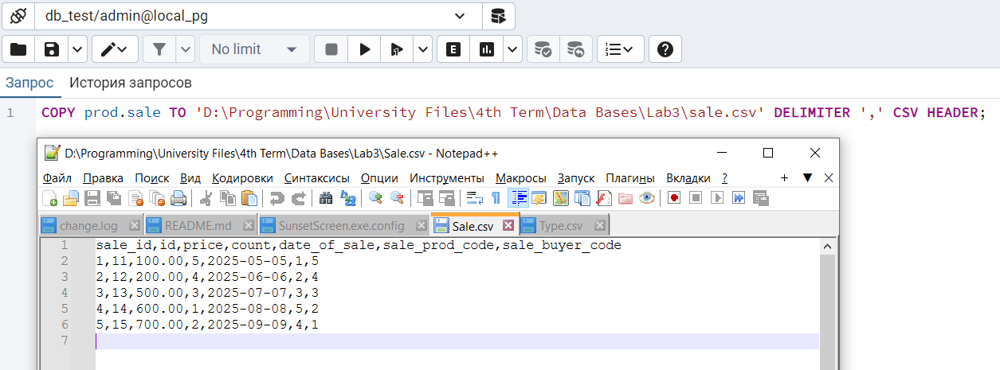 db_test/admin@local_pg
No limit
E
Запрос История запросов
1 COPY prod.sale TO 'D:\Programming\University Files\4th Term\Data Bases\Lab3\sale.csv' DELIMITER ',' CSV HEADER;
D:\Programming\University Files\4th Term\Data Bases\Lab3\Sale.csv - Notepad++
Файл Правка Поиск Вид Кодировки Синтаксисы Опции Инструменты Макросы Запуск Плагины Вкладки ?
change.log README.md SunsetScreen.exe.config Sale.csv Type.csv
1 sale_id,id,price,count,date_of_sale,sale_prod_code,sale_buyer_code
2 1,11,100.00,5,2025-05-05,1,5
3 2,12,200.00,4,2025-06-06,2,4
4 3,13,500.00,3,2025-07-07,3,3
5 4,14,600.00,1,2025-08-08,5,2
6 5,15,700.00,2,2025-09-09,4,1
7